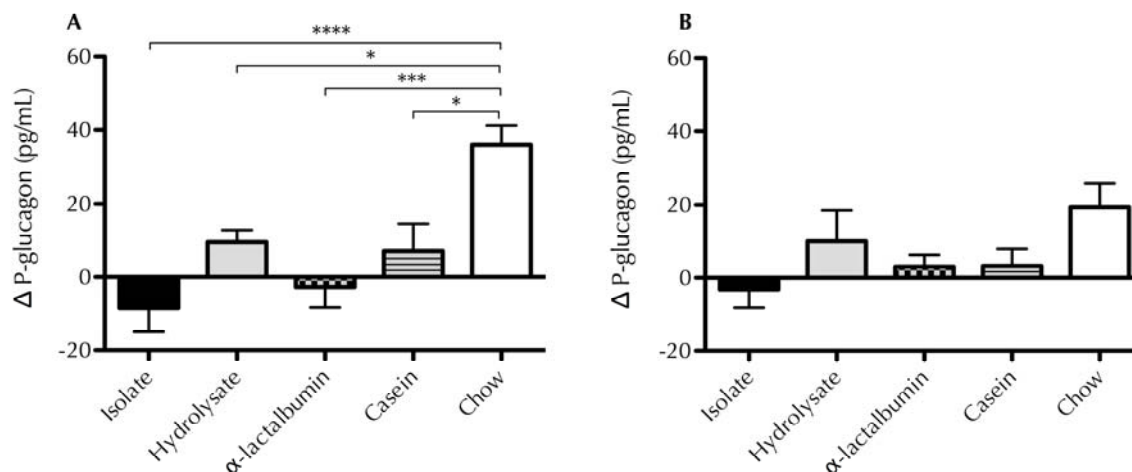 A
****
*
***
*
60
40
20
0
-20
Δ P-glucagon (pg/mL)
Isolate
Hydrolysate
α-lactalbumin
Casein
Chow
B
60
40
20
0
-20
Δ P-glucagon (pg/mL)
Isolate
Hydrolysate
α-lactalbumin
Casein
Chow